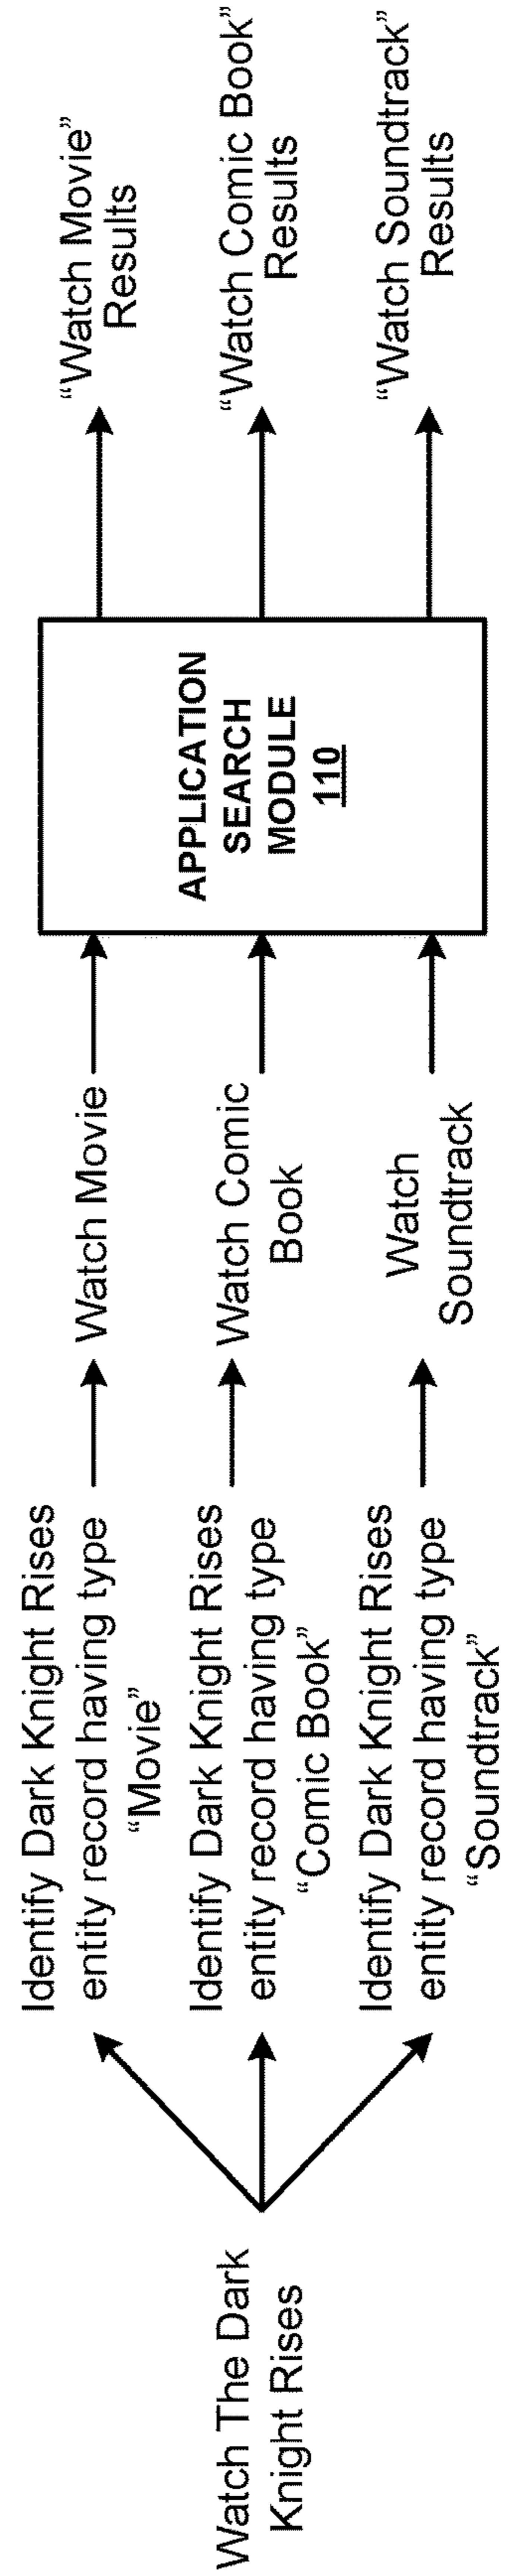 Watch The Dark
Knight Rises
Identify Dark Knight Rises
entity record having type
“Movie”
Identify Dark Knight Rises
entity record having type
“Comic Book”
Identify Dark Knight Rises
entity record having type
“Soundtrack”
Watch Movie
Watch Comic
Book
Watch
Soundtrack
APPLICATION
SEARCH
MODULE
110
“Watch Movie”
Results
“Watch Comic Book”
Results
“Watch Soundtrack”
Results